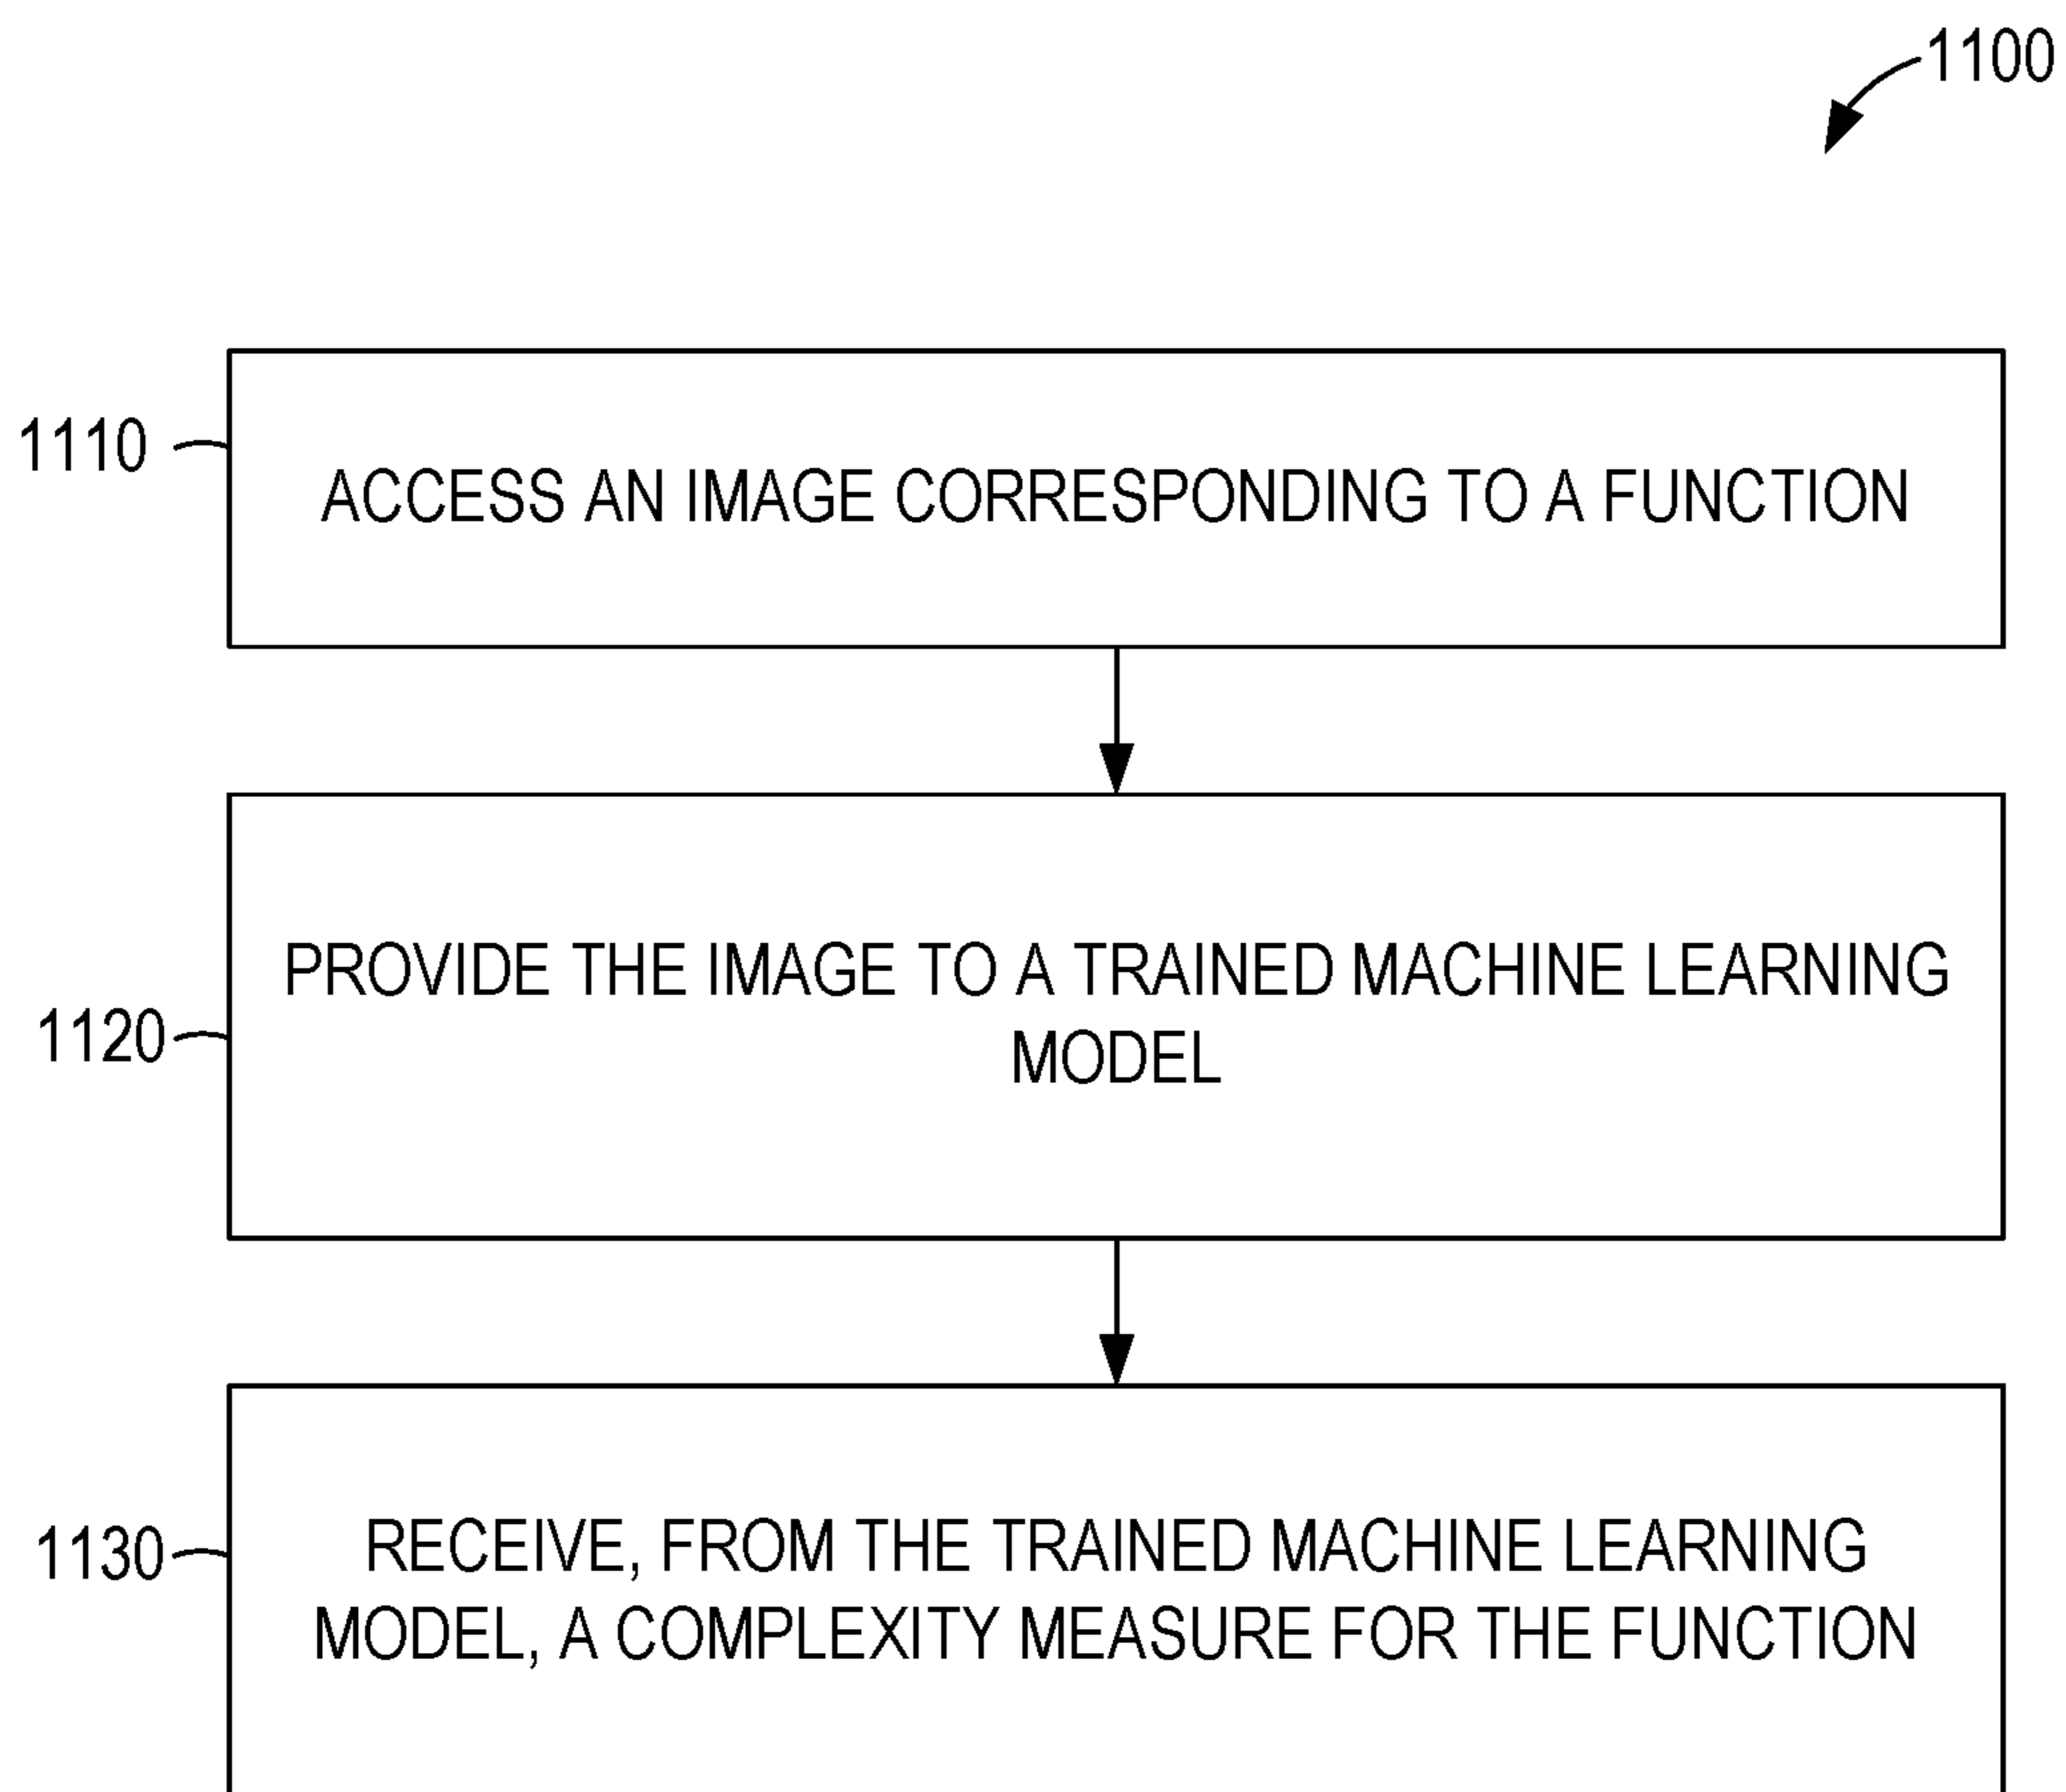 1100
1110
ACCESS AN IMAGE CORRESPONDING TO A FUNCTION
PROVIDE THE IMAGE TO A TRAINED MACHINE LEARNING
1120
MODEL
1130
RECEIVE, FROM THE TRAINED MACHINE LEARNING
MODEL, A COMPLEXITY MEASURE FOR THE FUNCTION